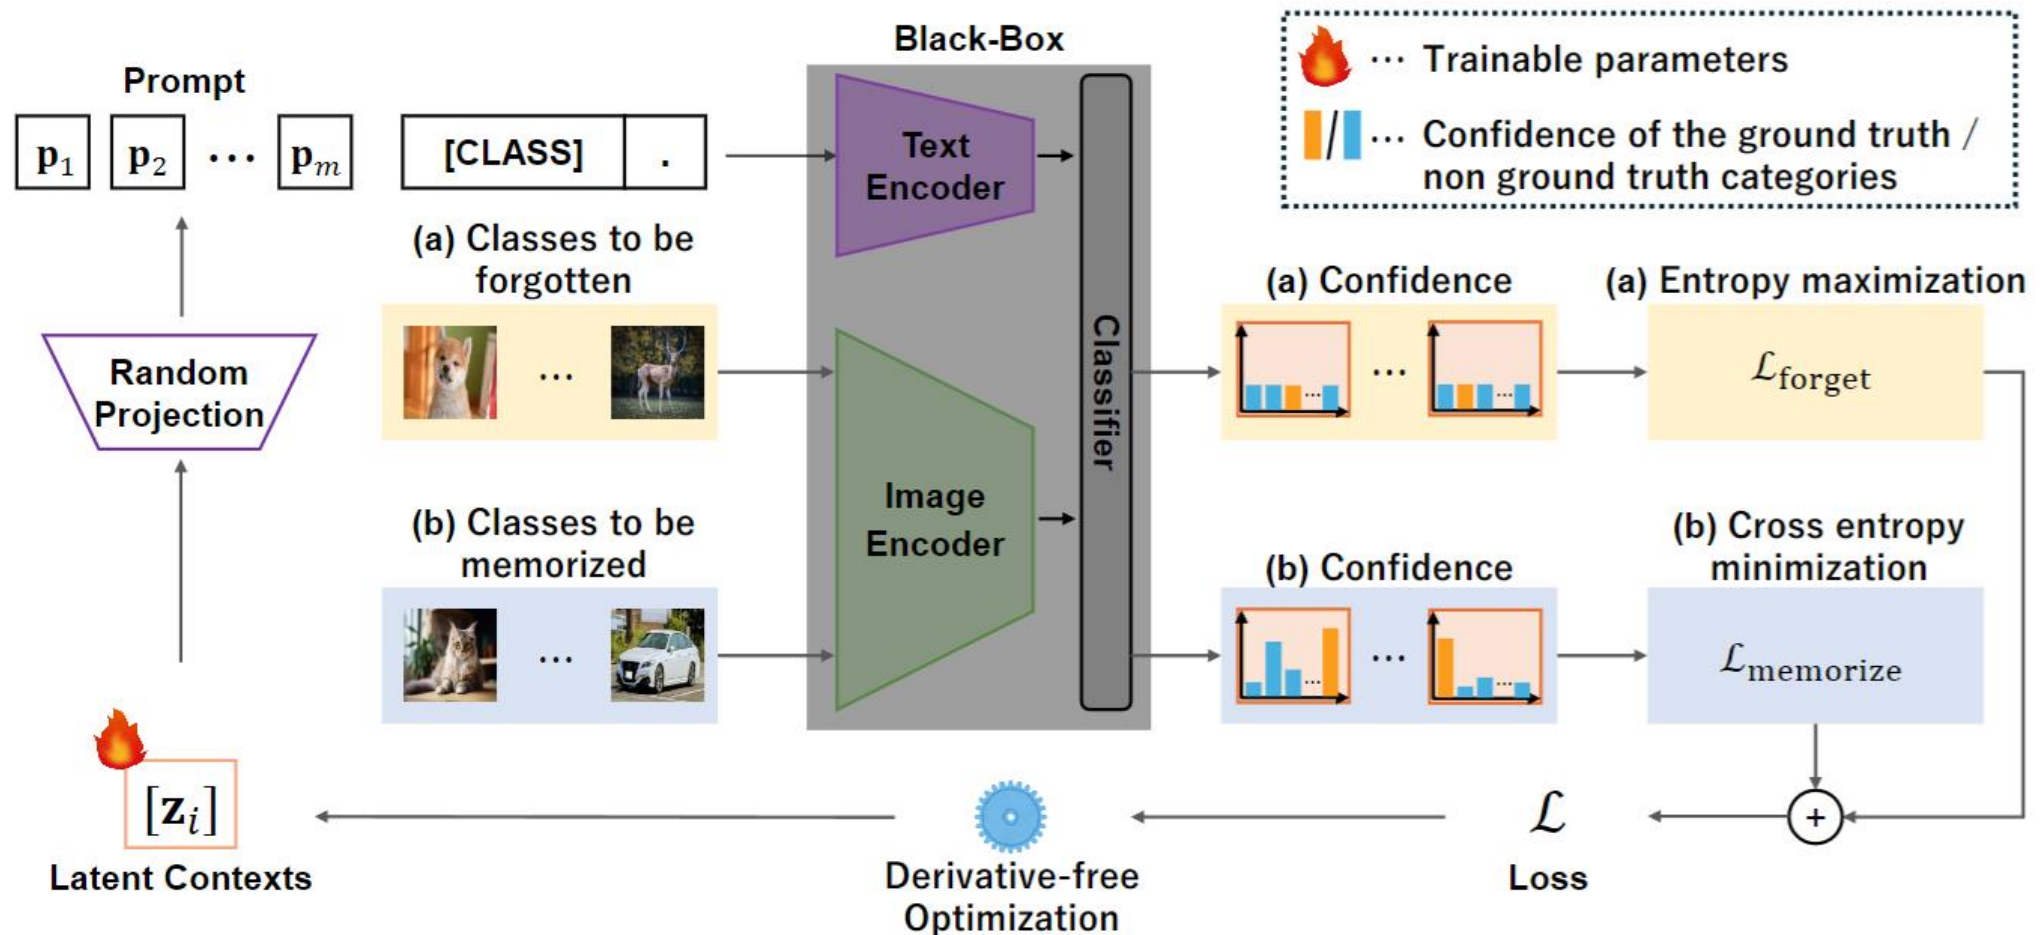 Black-Box
Prompt
p1 p2 ⋯ pm [CLASS] .
Text
Encoder
⋯ Trainable parameters
/ ⋯ Confidence of the ground truth /
non ground truth categories
(a) Classes to be
forgotten
⋯
Random
Projection
(b) Classes to be
memorized
⋯
Image
Encoder
Classifier
(a) Confidence
... ⋯ ...
(a) Entropy maximization
ℒforget
(b) Confidence
... ⋯ ...
(b) Cross entropy
minimization
ℒmemorize
+
ℒ
Loss
Derivative-free
Optimization
[zi]
Latent Contexts